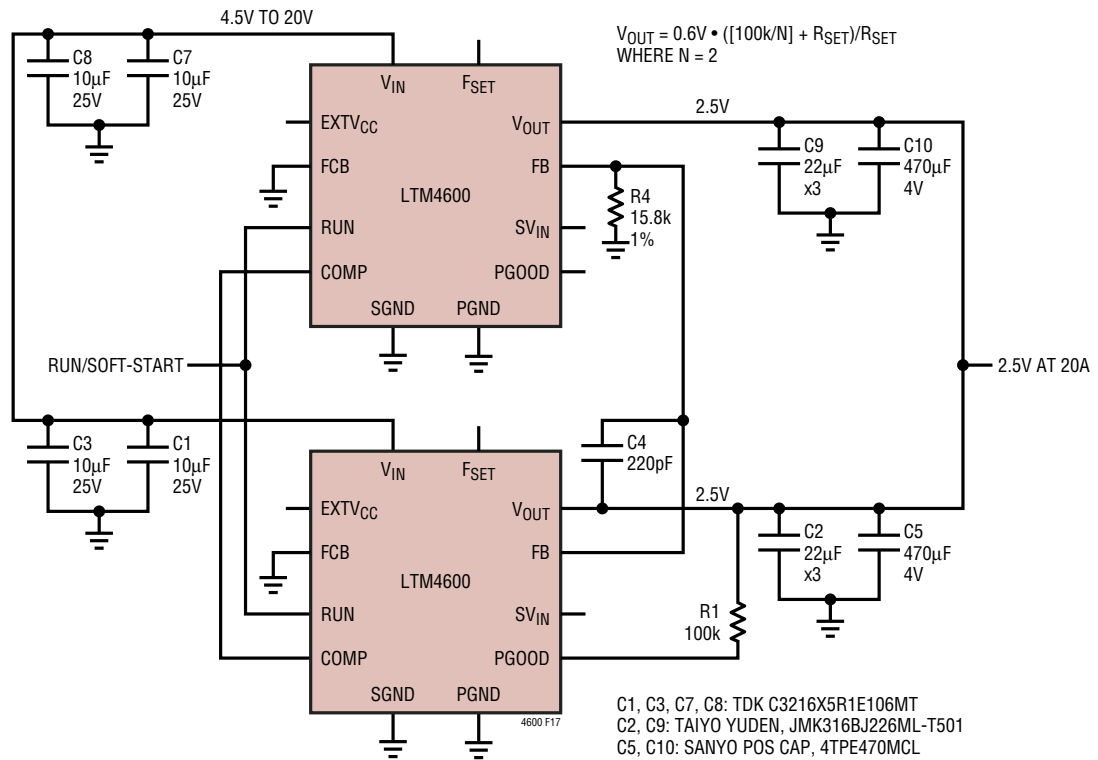 4.5V TO 20V
V_OUT = 0.6V • ([100k/N] + R_SET)/R_SET
WHERE N = 2
C8
10µF
25V
C7
10µF
25V
V_IN
F_SET
EXTV_CC
FCB
RUN
COMP
LTM4600
V_OUT
FB
SV_IN
PGOOD
SGND
PGND
2.5V
C9
22µF
x3
C10
470µF
4V
R4
15.8k
1%
RUN/SOFT-START
2.5V AT 20A
C3
10µF
25V
C1
10µF
25V
C4
220pF
V_IN
F_SET
EXTV_CC
FCB
RUN
COMP
LTM4600
V_OUT
FB
SV_IN
PGOOD
SGND
PGND
2.5V
C2
22µF
x3
C5
470µF
4V
R1
100k
4600 F17
C1, C3, C7, C8: TDK C3216X5R1E106MT
C2, C9: TAIYO YUDEN, JMK316BJ226ML-T501
C5, C10: SANYO POS CAP, 4TPE470MCL